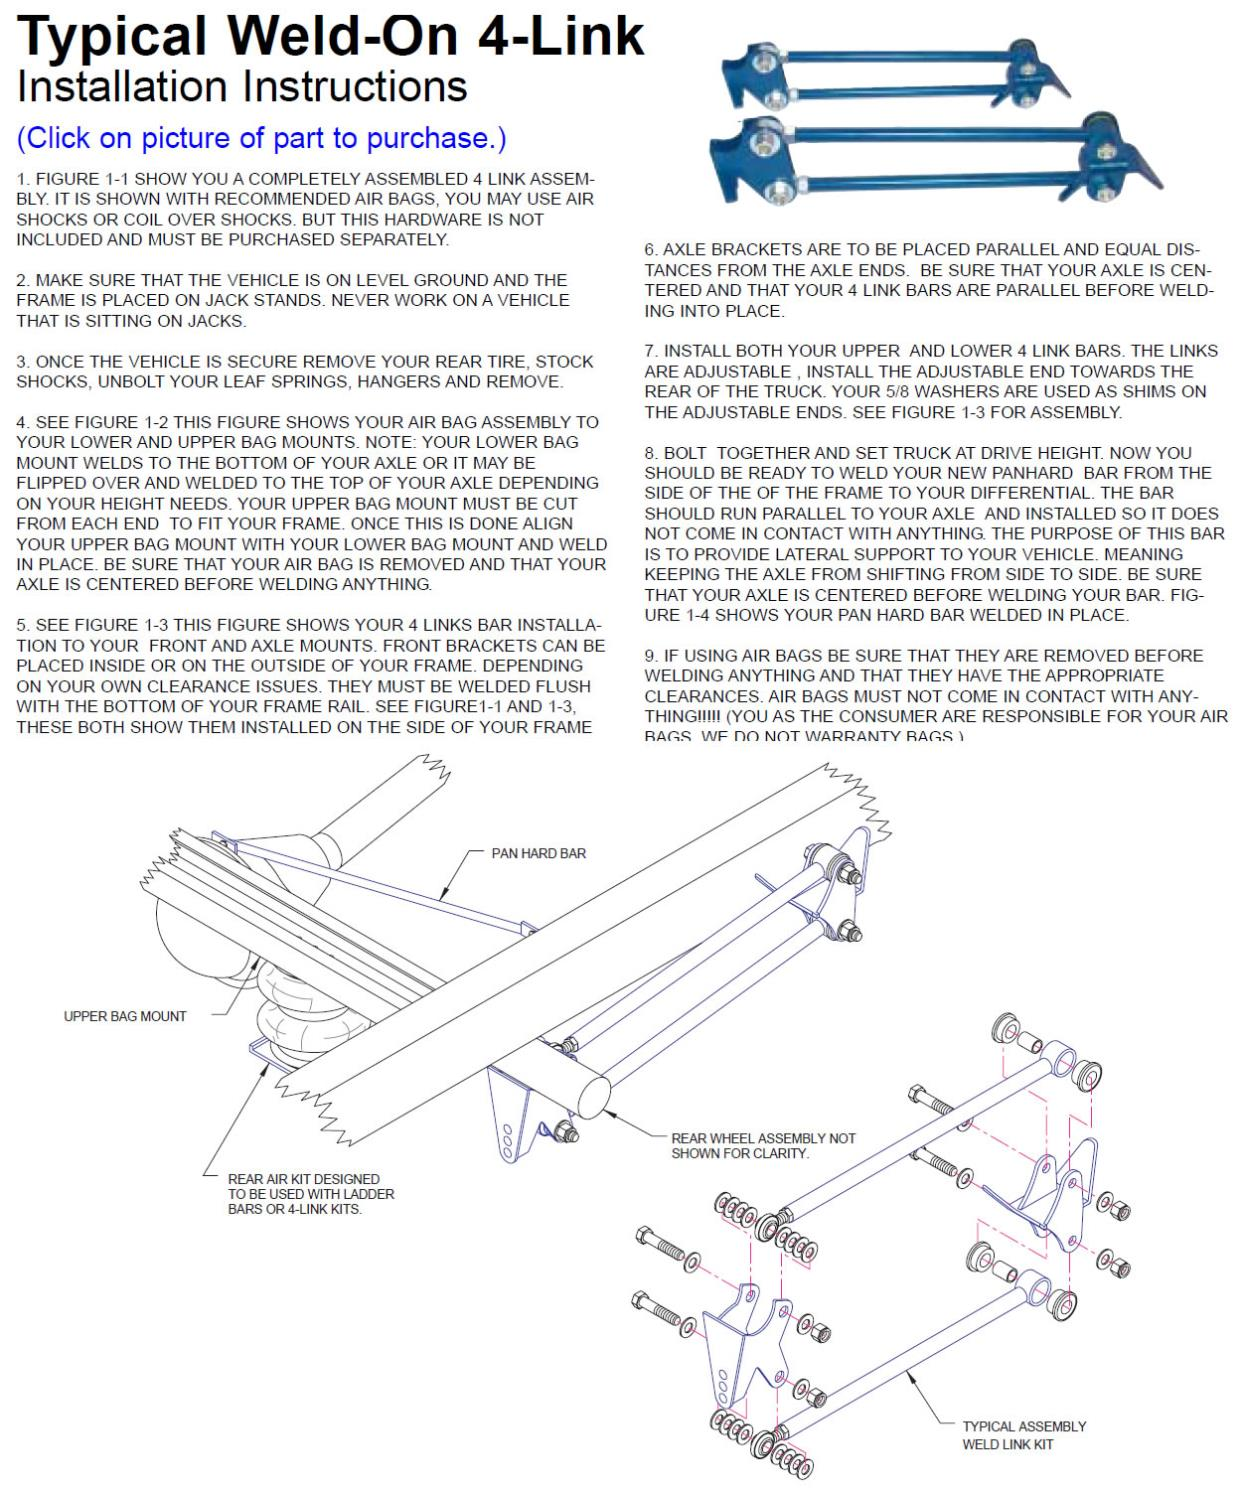 Typical Weld-On 4-Link
Installation Instructions
(Click on picture of part to purchase.)
1. FIGURE 1-1 SHOW YOU A COMPLETELY ASSEMBLED 4 LINK ASSEM-
BLY. IT IS SHOWN WITH RECOMMENDED AIR BAGS, YOU MAY USE AIR
SHOCKS OR COIL OVER SHOCKS. BUT THIS HARDWARE IS NOT
INCLUDED AND MUST BE PURCHASED SEPARATELY.
2. MAKE SURE THAT THE VEHICLE IS ON LEVEL GROUND AND THE
FRAME IS PLACED ON JACK STANDS. NEVER WORK ON A VEHICLE
THAT IS SITTING ON JACKS.
3. ONCE THE VEHICLE IS SECURE REMOVE YOUR REAR TIRE, STOCK
SHOCKS, UNBOLT YOUR LEAF SPRINGS, HANGERS AND REMOVE.
4. SEE FIGURE 1-2 THIS FIGURE SHOWS YOUR AIR BAG ASSEMBLY TO
YOUR LOWER AND UPPER BAG MOUNTS. NOTE: YOUR LOWER BAG
MOUNT WELDS TO THE BOTTOM OF YOUR AXLE OR IT MAY BE
FLIPPED OVER AND WELDED TO THE TOP OF YOUR AXLE DEPENDING
ON YOUR HEIGHT NEEDS. YOUR UPPER BAG MOUNT MUST BE CUT
FROM EACH END TO FIT YOUR FRAME. ONCE THIS IS DONE ALIGN
YOUR UPPER BAG MOUNT WITH YOUR LOWER BAG MOUNT AND WELD
IN PLACE. BE SURE THAT YOUR AIR BAG IS REMOVED AND THAT YOUR
AXLE IS CENTERED BEFORE WELDING ANYTHING.
5. SEE FIGURE 1-3 THIS FIGURE SHOWS YOUR 4 LINKS BAR INSTALLA-
TION TO YOUR FRONT AND AXLE MOUNTS. FRONT BRACKETS CAN BE
PLACED INSIDE OR ON THE OUTSIDE OF YOUR FRAME. DEPENDING
ON YOUR OWN CLEARANCE ISSUES. THEY MUST BE WELDED FLUSH
WITH THE BOTTOM OF YOUR FRAME RAIL. SEE FIGURE1-1 AND 1-3,
THESE BOTH SHOW THEM INSTALLED ON THE SIDE OF YOUR FRAME
6. AXLE BRACKETS ARE TO BE PLACED PARALLEL AND EQUAL DIS-
TANCES FROM THE AXLE ENDS. BE SURE THAT YOUR AXLE IS CEN-
TERED AND THAT YOUR 4 LINK BARS ARE PARALLEL BEFORE WELD-
ING INTO PLACE.
7. INSTALL BOTH YOUR UPPER AND LOWER 4 LINK BARS. THE LINKS
ARE ADJUSTABLE , INSTALL THE ADJUSTABLE END TOWARDS THE
REAR OF THE TRUCK. YOUR 5/8 WASHERS ARE USED AS SHIMS ON
THE ADJUSTABLE ENDS. SEE FIGURE 1-3 FOR ASSEMBLY.
8. BOLT TOGETHER AND SET TRUCK AT DRIVE HEIGHT. NOW YOU
SHOULD BE READY TO WELD YOUR NEW PANHARD BAR FROM THE
SIDE OF THE OF THE FRAME TO YOUR DIFFERENTIAL. THE BAR
SHOULD RUN PARALLEL TO YOUR AXLE AND INSTALLED SO IT DOES
NOT COME IN CONTACT WITH ANYTHING. THE PURPOSE OF THIS BAR
IS TO PROVIDE LATERAL SUPPORT TO YOUR VEHICLE. MEANING
KEEPING THE AXLE FROM SHIFTING FROM SIDE TO SIDE. BE SURE
THAT YOUR AXLE IS CENTERED BEFORE WELDING YOUR BAR. FIG-
URE 1-4 SHOWS YOUR PAN HARD BAR WELDED IN PLACE.
9. IF USING AIR BAGS BE SURE THAT THEY ARE REMOVED BEFORE
WELDING ANYTHING AND THAT THEY HAVE THE APPROPRIATE
CLEARANCES. AIR BAGS MUST NOT COME IN CONTACT WITH ANY-
THING!!!!! (YOU AS THE CONSUMER ARE RESPONSIBLE FOR YOUR AIR
BAGS. WE DO NOT WARRANTY BAGS.)
PAN HARD BAR
UPPER BAG MOUNT
REAR WHEEL ASSEMBLY NOT
SHOWN FOR CLARITY.
REAR AIR KIT DESIGNED
TO BE USED WITH LADDER
BARS OR 4-LINK KITS.
TYPICAL ASSEMBLY
WELD LINK KIT